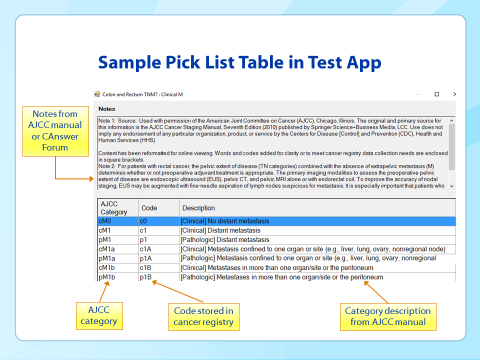 Sample Pick List Table in Test App
Colon and Rectum TNM7 : Clinical M
Notes
Note 1: Source: Used with permission of the American Joint Committee on Cancer (AJCC), Chicago, Illinois. The original and primary source for
this information is the AJCC Cancer Staging Manual, Seventh Edition (2010) published by Springer Science+Business Media, LCC. Use does not
imply any endorsement of any particular organization, product, or service by the Centers for Disease [Control] and Prevention (CDC), Health and
Human Services (HHS).
Context has been reformatted for online viewing. Words and codes added for clarity or to meet cancer registry data collection needs are enclosed
in square brackets.
Note 2: For patients with rectal cancer, the pelvic extent of disease (TN categories) combined with the absence of extrapelvic metastasis (M)
determines whether or not preoperative adjuvant treatment is appropriate. The primary imaging modalities to assess the preoperative pelvic
extent of disease are endoscopic ultrasound (EUS), pelvic CT, and pelvic MRI alone or with endorectal coil. To improve the accuracy of nodal
staging, EUS may be augmented with fine-needle aspiration of lymph nodes suspicious for metastasis. It is especially important that patients who
Notes from
AJCC manual
or CAnswer
Forum
AJCC
Category Code Description
cM0 c0 [Clinical] No distant metastasis
cM1 c1 [Clinical] Distant metastasis
pM1 p1 [Pathologic] Distant metastasis
cM1a c1A [Clinical] Metastasis confined to one organ or site (e.g., liver, lung, ovary, nonregional node)
pM1a p1A [Pathologic] Metastasis confined to one organ or site (e.g., liver, lung, ovary, nonregional
cM1b c1B [Clinical] Metastases in more than one organ/site or the peritoneum
pM1b p1B [Pathologic] Metastases in more than one organ/site or the peritoneum
AJCC
category
Code stored in
cancer registry
Category description
from AJCC manual